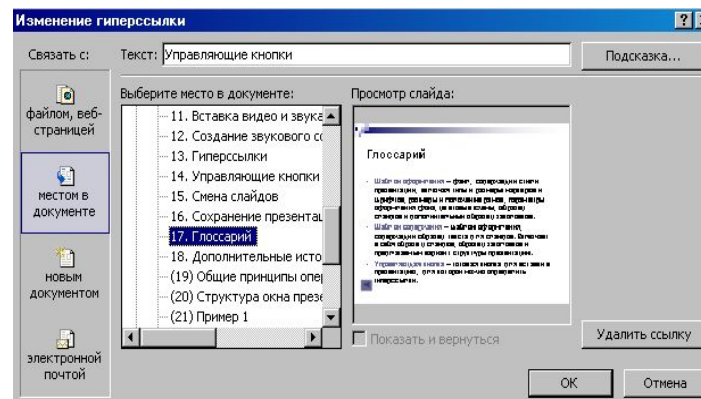 Изменение гиперссылки
Связать с:
Текст: Управляющие кнопки
Подсказка...
файлом, веб-
страницей
местом в
документе
новым
документом
электронной
почтой
Выберите место в документе:
11. Вставка видео и звука
12. Создание звукового со
13. Гиперссылки
14. Управляющие кнопки
15. Смена слайдов
16. Сохранение презентац
17. Глоссарий
18. Дополнительные исто
(19) Общие принципы опер
(20) Структура окна презе
(21) Пример 1
Просмотр слайда:
Глоссарий
Показать и вернуться
Удалить ссылку
ОК
Отмена